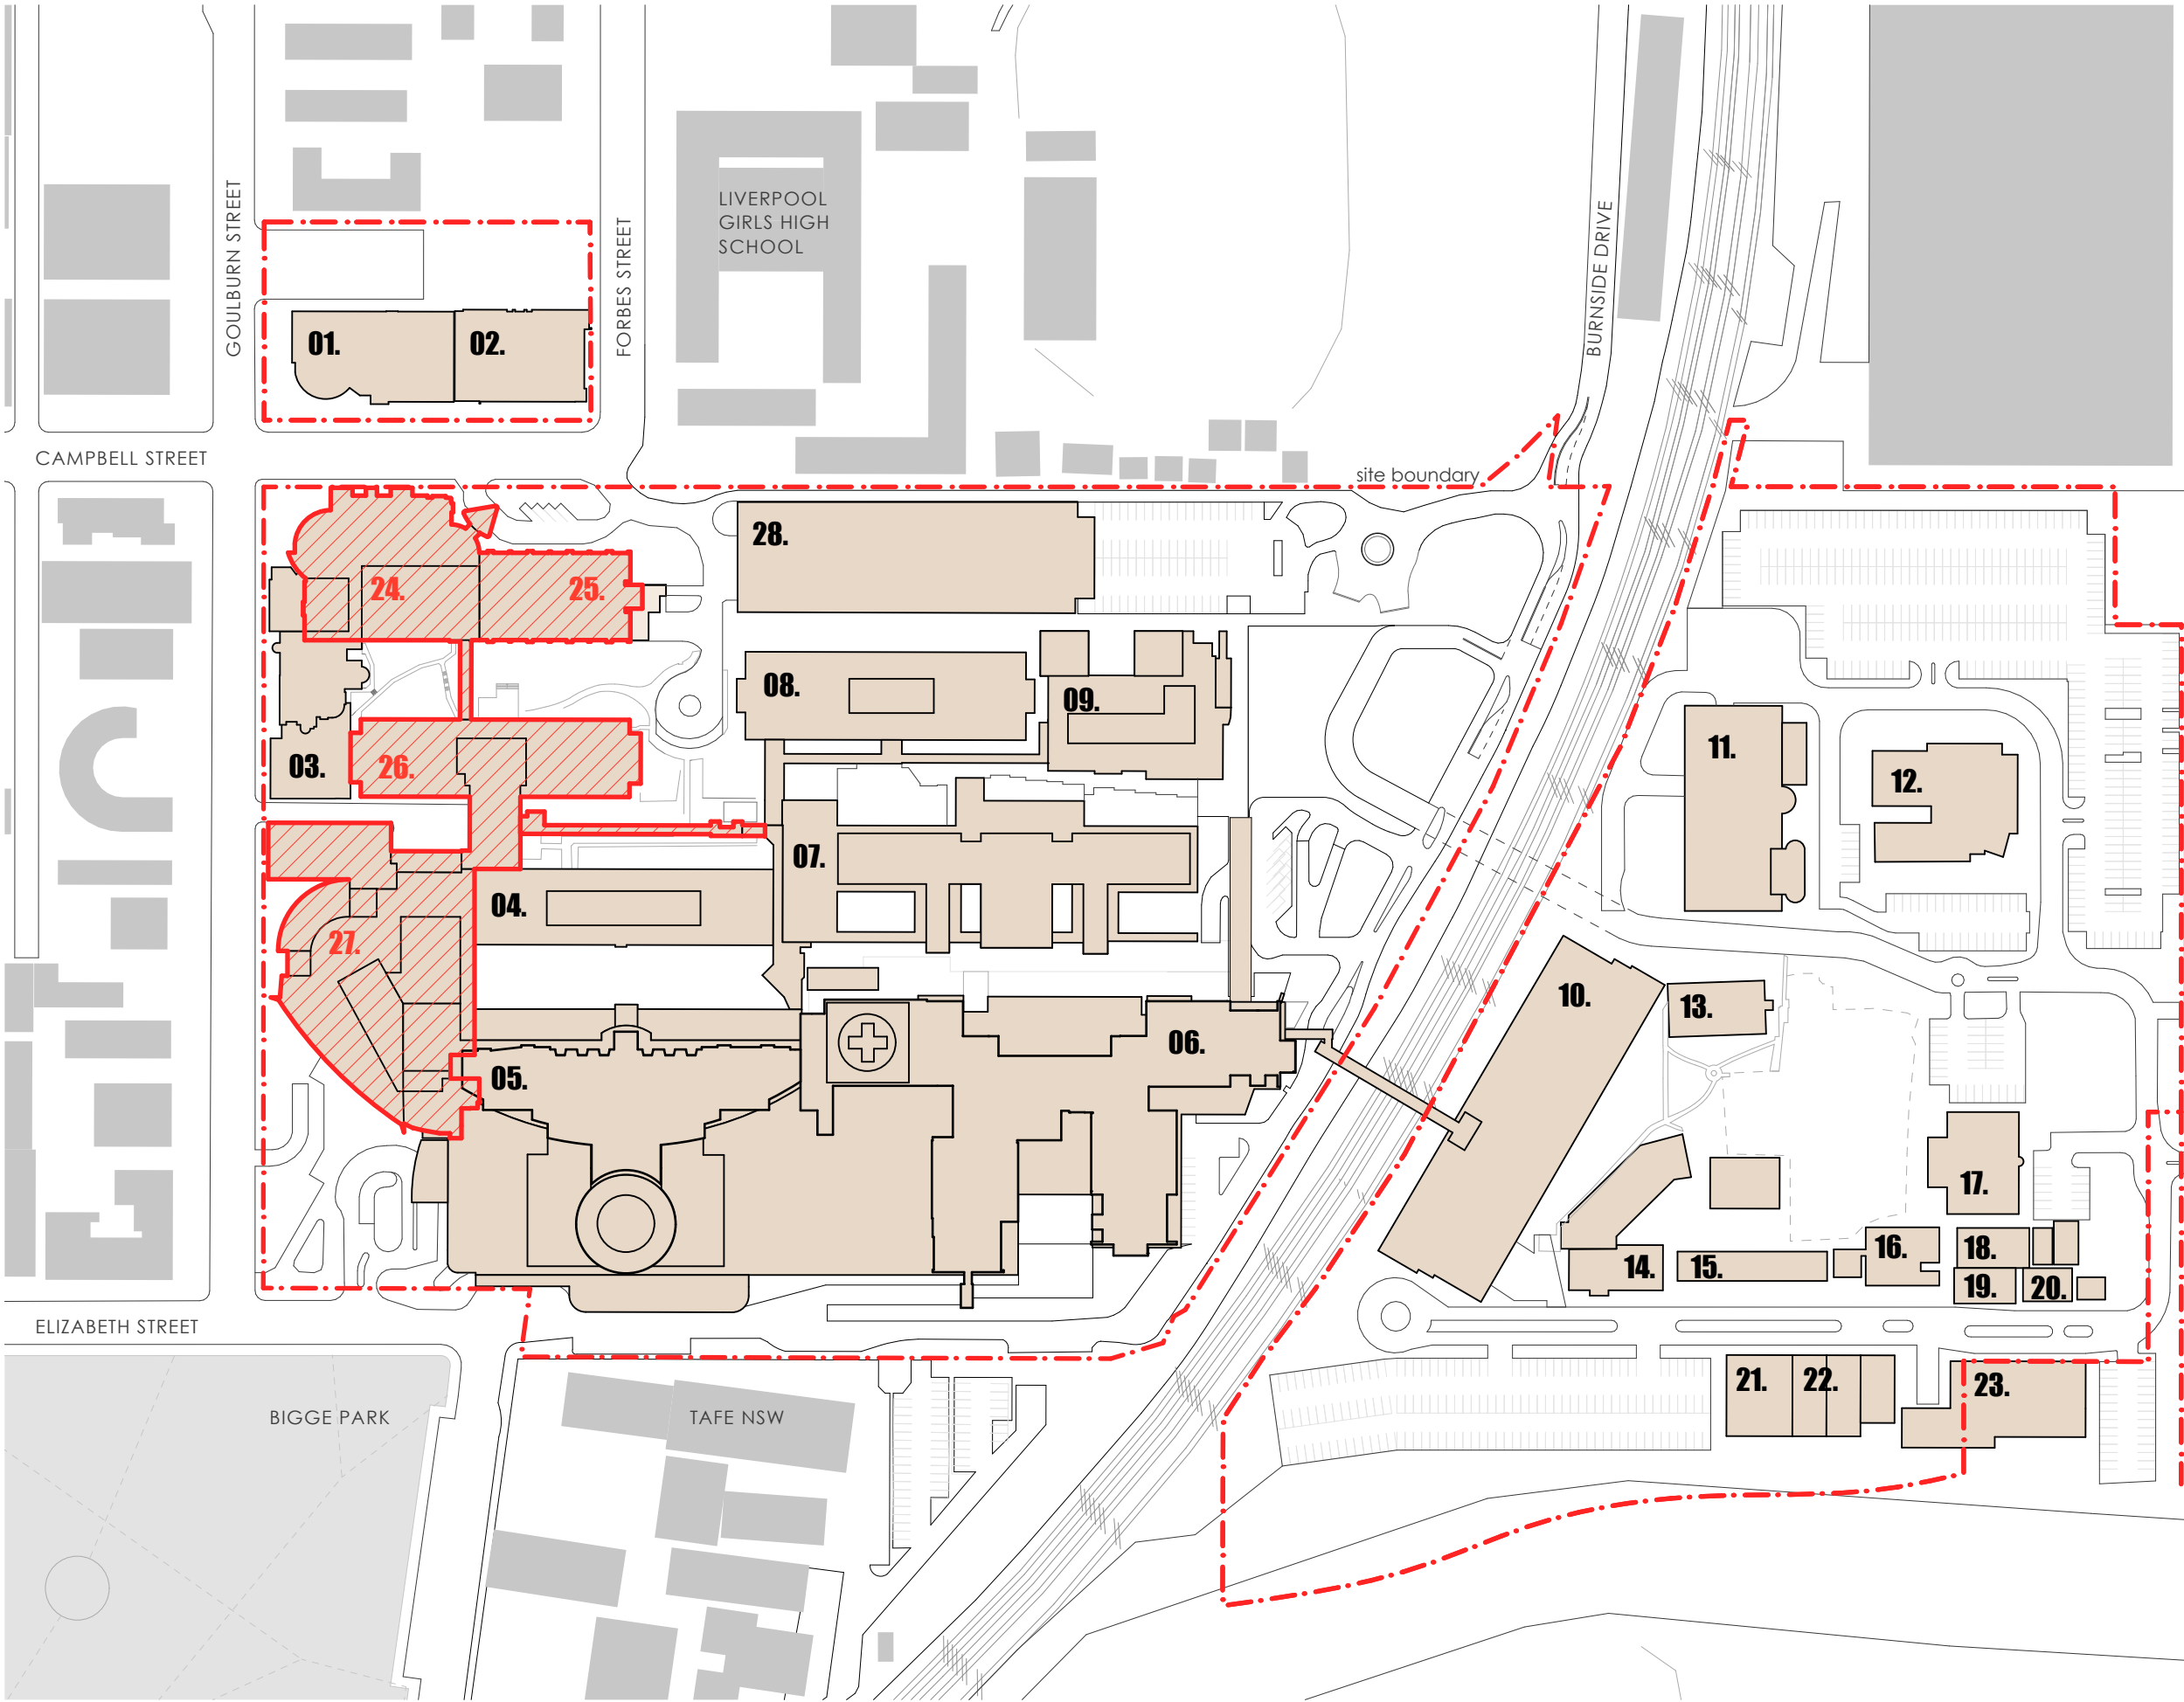 LIVERPOOL
GIRLS HIGH
SCHOOL
GOULBURN STREET
FORBES STREET
BURNSIDE DRIVE
01.
02.
CAMPBELL STREET
site boundary
28.
24.
25.
08.
09.
03.
26.
11.
12.
07.
04.
27.
10.
13.
06.
05.
17.
14.
15.
16.
18.
19.
20.
ELIZABETH STREET
21.
22.
23.
BIGGE PARK
TAFE NSW